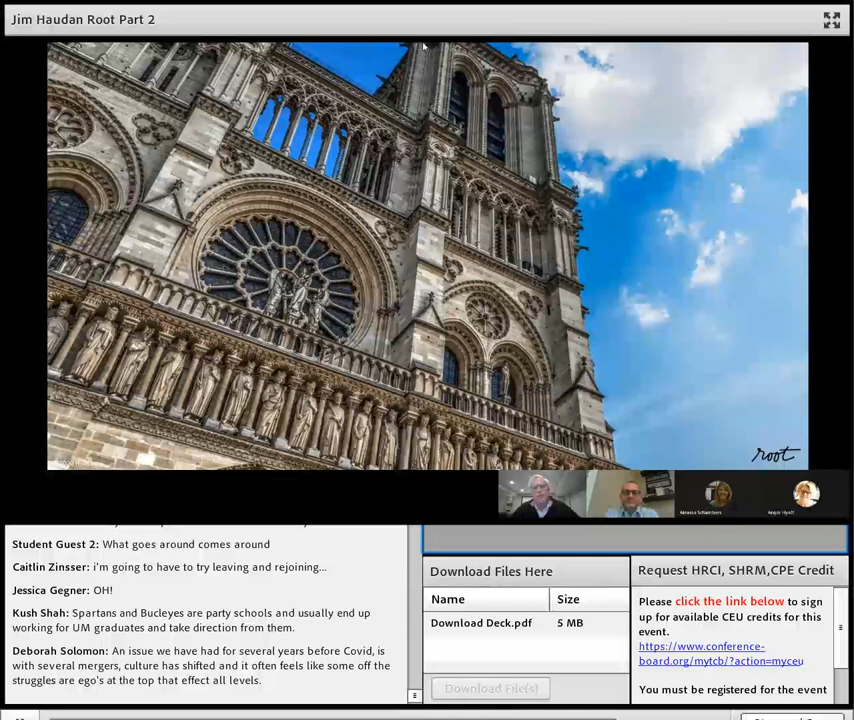 Jim Haudan Root Part 2
root
Alexxa Schambers
Angie Hyatt
Student Guest 2: What goes around comes around
Caitlin Zinsser: i'm going to have to try leaving and rejoining...
Jessica Gegner: OH!
Kush Shah: Spartans and Bucleyes are party schools and usually end up
working for UM graduates and take direction from them.
Deborah Solomon: An issue we have had for several years before Covid, is
with several mergers, culture has shifted and it often feels like some off the
struggles are ego's at the top that effect all levels.
Download Files Here
Name Size
Download Deck.pdf 5 MB
Download File(s)
Request HRCI, SHRM,CPE Credit
Please click the link below to sign
up for available CEU credits for this
event.
https://www.conference-
board.org/mytcb/?action=myceu
You must be registered for the event